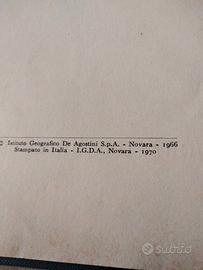 © Istituto Geografico De Agostini S.p.A. - Novara - 1966
Stampato in Italia - I.G.D.A., Novara - 1970
subito